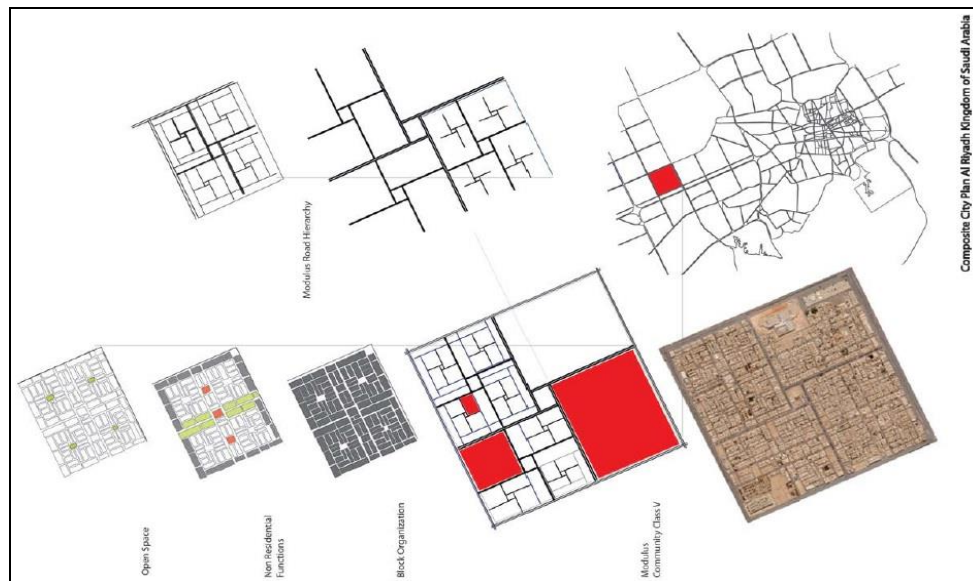 Composite City Plan Al Riyadh Kingdom of Saudi Arabia
Modulus Road Hierarchy
Open Space
Non Residential
Functions
Block Organization
Modulus
Community Class V